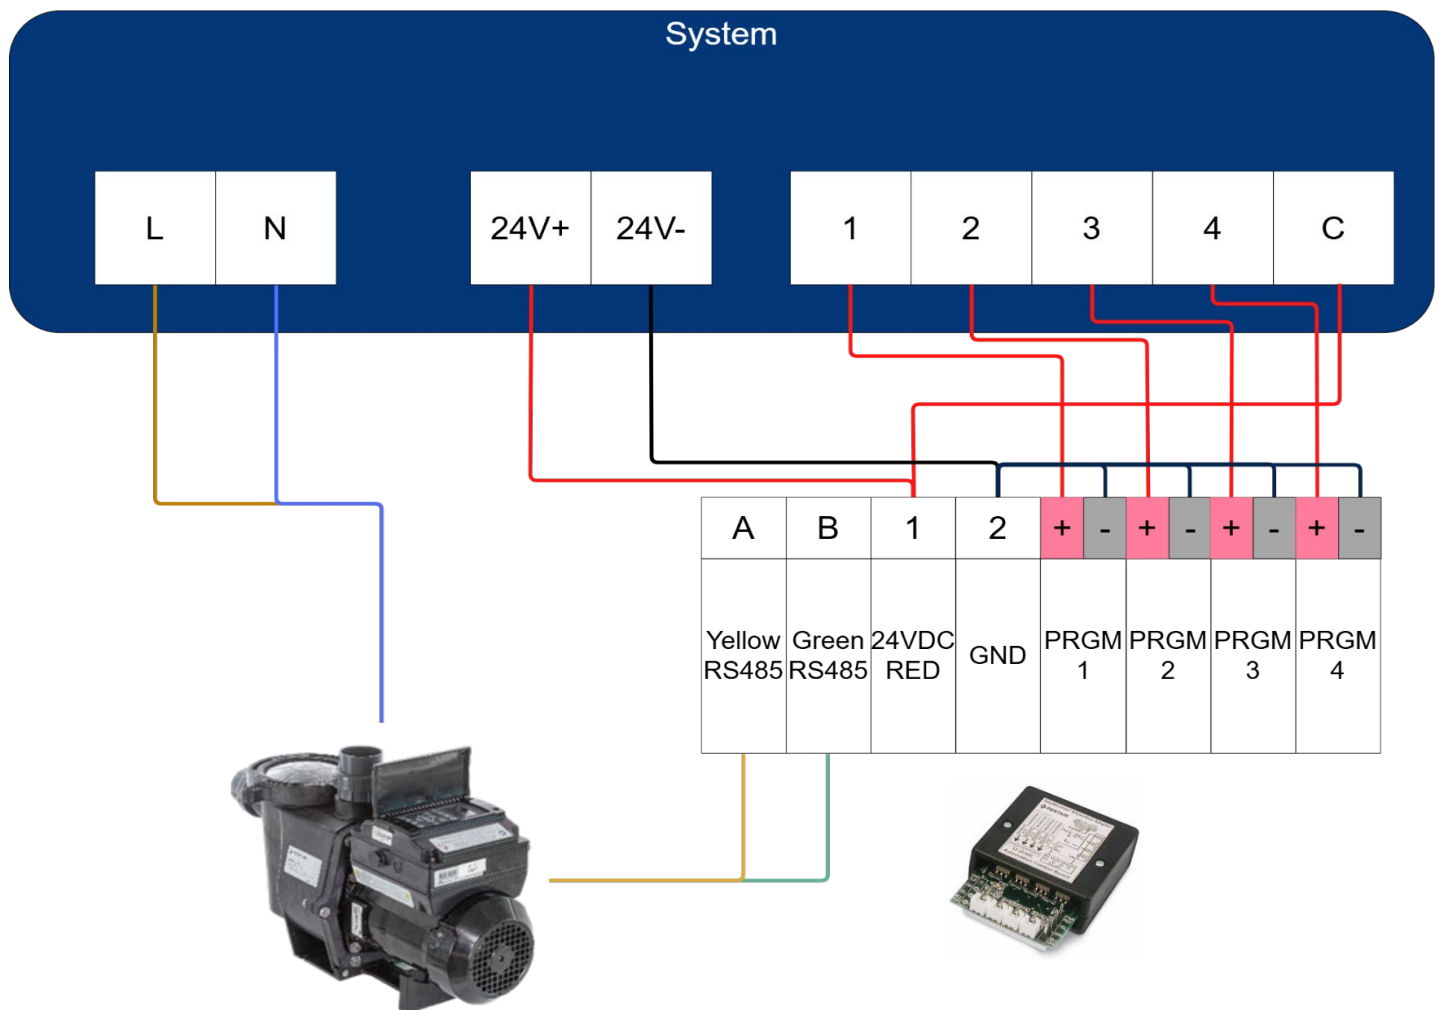 System
L N 24V+ 24V- 1 2 3 4 C
A B 1 2 + - + - + - + -
Yellow RS485
Green RS485
24VDC RED
GND
PRGM 1
PRGM 2
PRGM 3
PRGM 4
PENTAIR